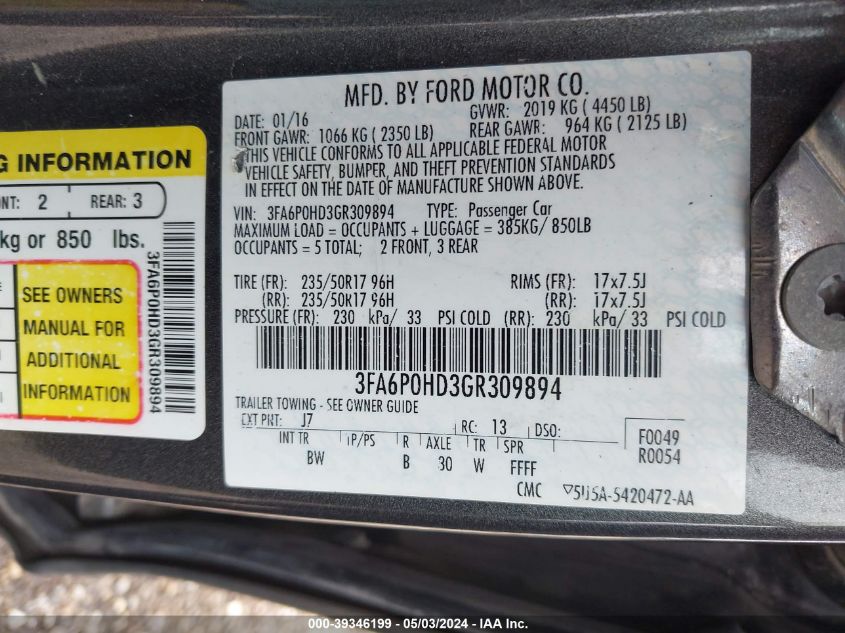 G INFORMATION
NT: 2 REAR: 3
kg or 850 lbs.
SEE OWNERS
MANUAL FOR
ADDITIONAL
INFORMATION
3FA6P0HD3GR309894
MFD. BY FORD MOTOR CO.
DATE: 01/16 GVWR: 2019 KG ( 4450 LB)
FRONT GAWR: 1066 KG ( 2350 LB) REAR GAWR: 964 KG ( 2125 LB)
THIS VEHICLE CONFORMS TO ALL APPLICABLE FEDERAL MOTOR
VEHICLE SAFETY, BUMPER, AND THEFT PREVENTION STANDARDS
IN EFFECT ON THE DATE OF MANUFACTURE SHOWN ABOVE.
VIN: 3FA6P0HD3GR309894 TYPE: Passenger Car
MAXIMUM LOAD = OCCUPANTS + LUGGAGE = 385KG/ 850LB
OCCUPANTS = 5 TOTAL; 2 FRONT, 3 REAR
TIRE (FR): 235/50R17 96H RIMS (FR): 17x7.5J
(RR): 235/50R17 96H (RR): 17x7.5J
PRESSURE (FR): 230 kPa/ 33 PSI COLD (RR): 230 kPa/ 33 PSI COLD
3FA6P0HD3GR309894
TRAILER TOWING - SEE OWNER GUIDE
EXT PNT: J7 RC: 13 DSO: F0049
INT TR TP/PS R AXLE TR SPR R0054
BW B 30 W FFFF
CMC ▽5U5A-5420472-AA
000-39346199 - 05/03/2024 - IAA Inc.